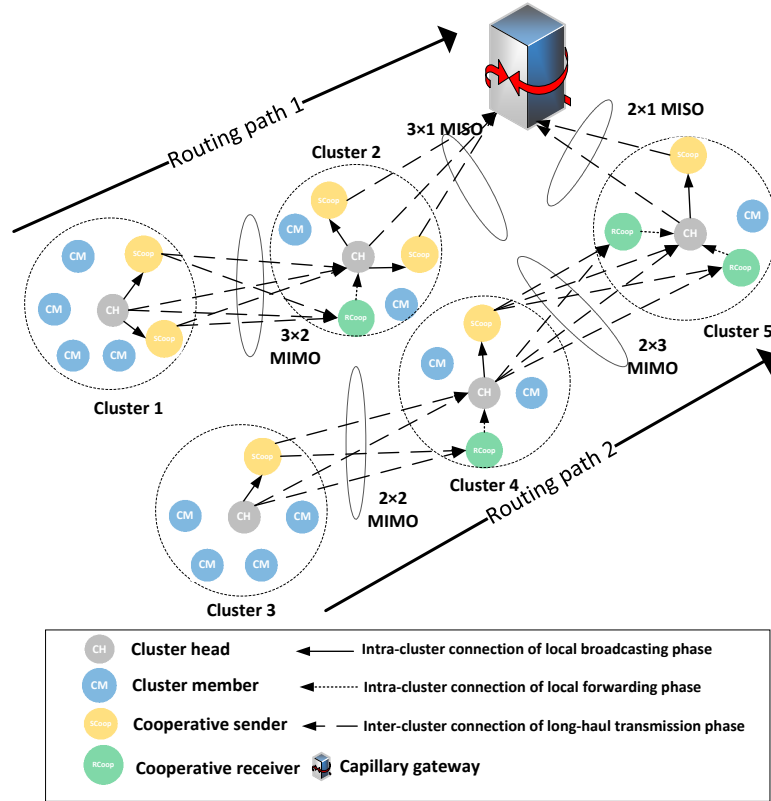 Routing path 1
3×1 MISO
2×1 MISO
Cluster 2
SCoop
SCoop
CM
CM
CH
SCoop
RCoop
CM
Cluster 5
CH
RCoop
CM
SCoop
CM
CH
SCoop
CM
CM
Cluster 1
CH
SCoop
RCoop
CM
3×2
MIMO
SCoop
CM
CH
CM
RCoop
Cluster 4
2×3
MIMO
Routing path 2
SCoop
CM
CH
CM
CM
CM
Cluster 3
2×2
MIMO
CH
Cluster head
Intra-cluster connection of local broadcasting phase
CM
Cluster member
Intra-cluster connection of local forwarding phase
SCoop
Cooperative sender
Inter-cluster connection of long-haul transmission phase
RCoop
Cooperative receiver
Capillary gateway